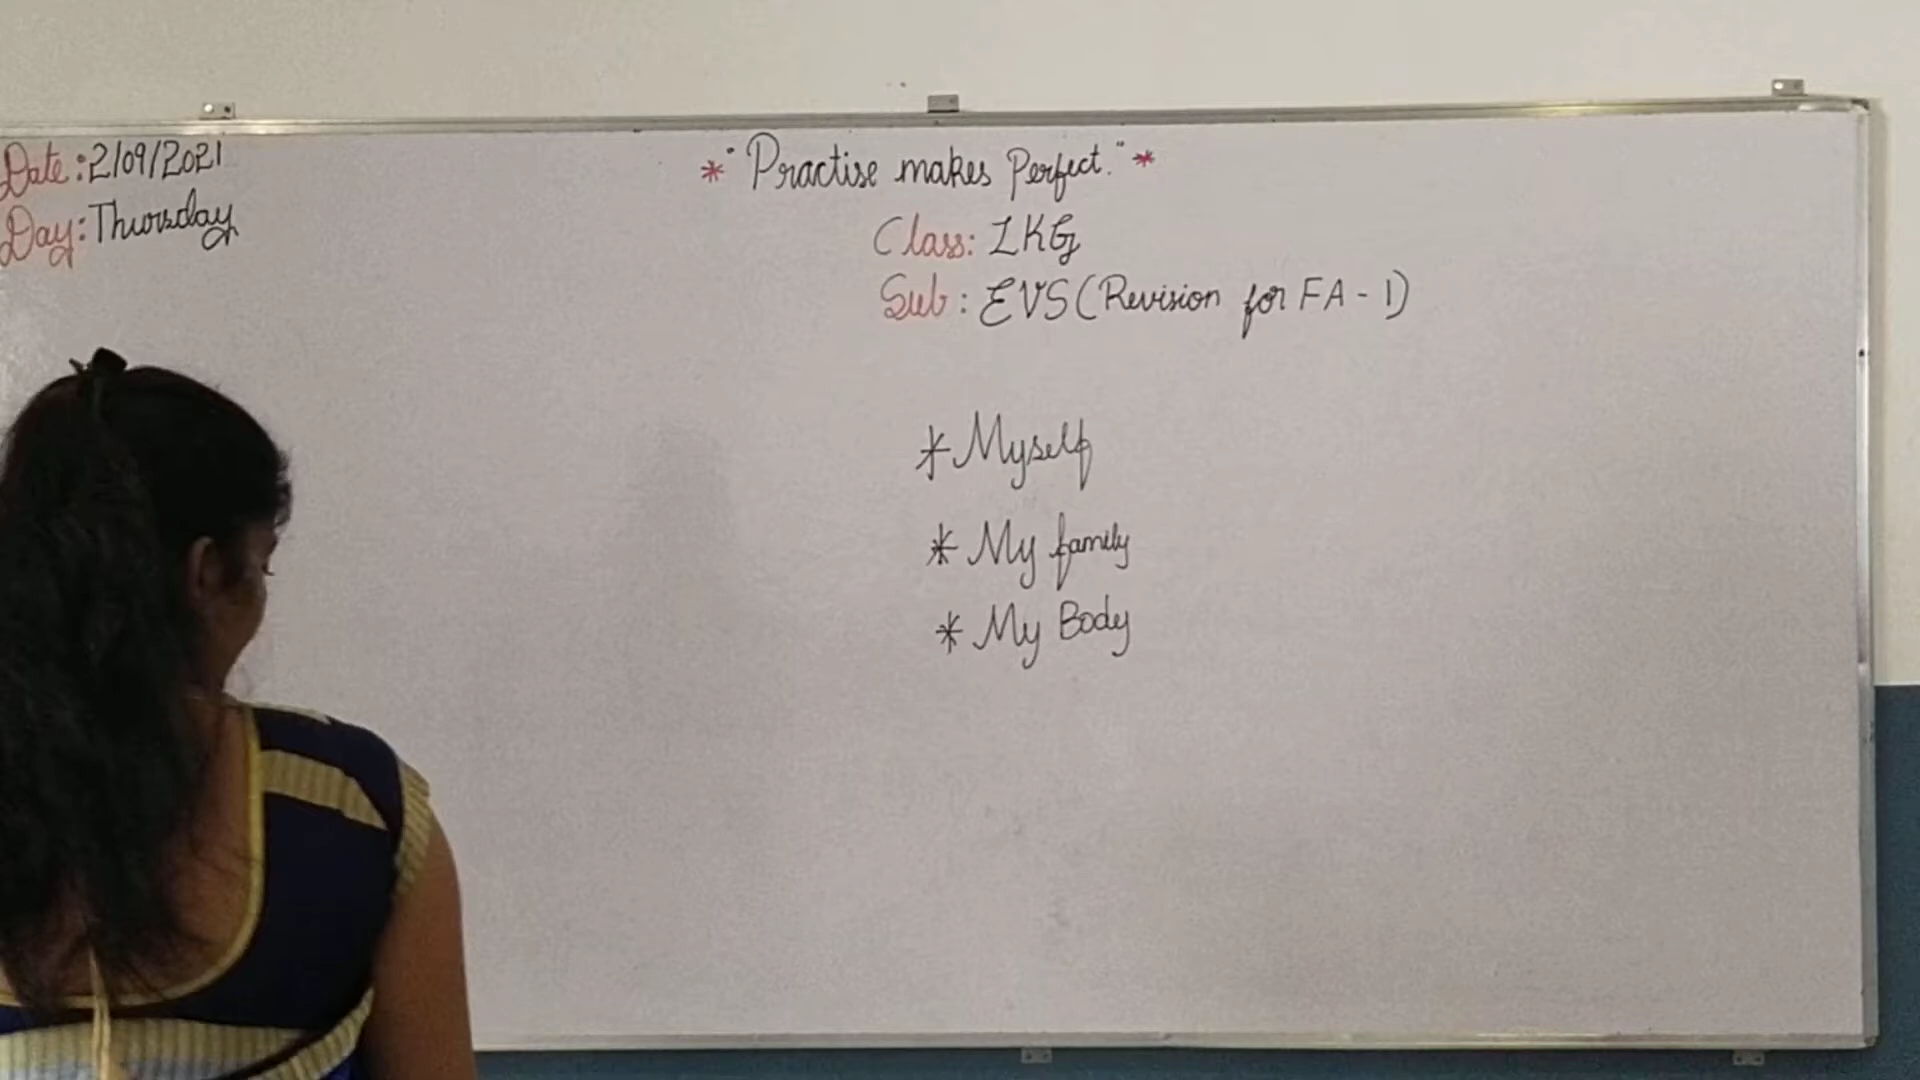 Date: 2/09/2021
Day: Thursday
* "Practise makes Perfect." *
Class: LKG
Sub: EVS (Revision for FA - 1)
* Myself
* My family
* My Body